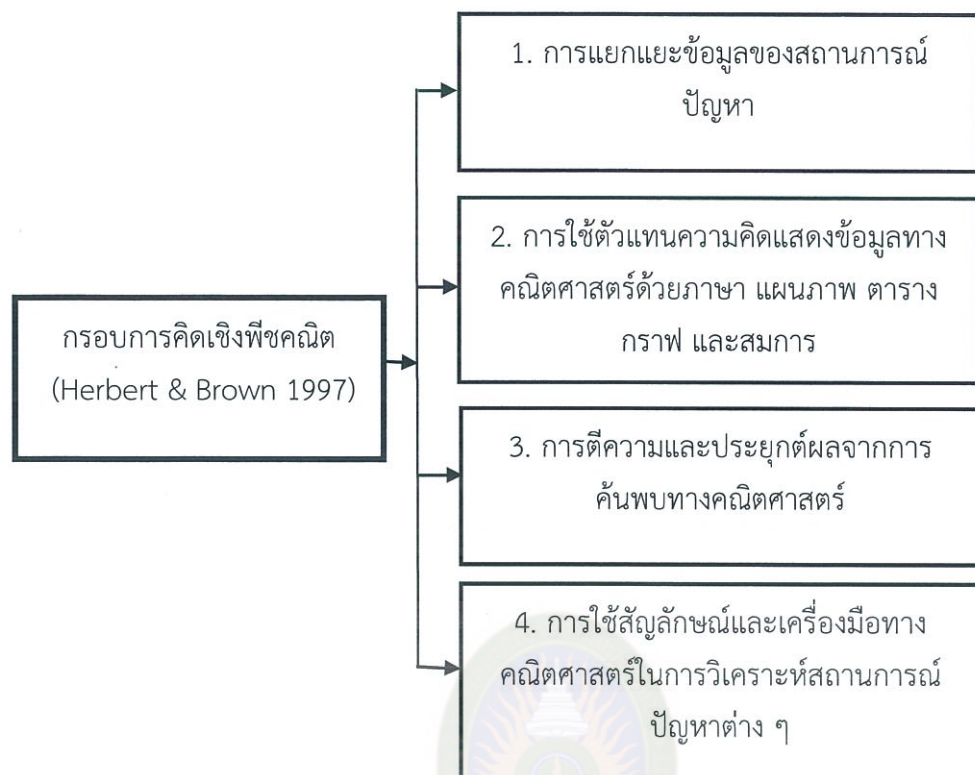 1. การแยกแยะข้อมูลของสถานการณ์
ปัญหา
2. การใช้ตัวแทนความคิดแสดงข้อมูลทาง
คณิตศาสตร์ด้วยภาษา แผนภาพ ตาราง
กราฟ และสมการ
กรอบการคิดเชิงพีชคณิต
(Herbert & Brown 1997)
3. การตีความและประยุกต์ผลจากการ
ค้นพบทางคณิตศาสตร์
4. การใช้สัญลักษณ์และเครื่องมือทาง
คณิตศาสตร์ในการวิเคราะห์สถานการณ์
ปัญหาต่าง ๆ